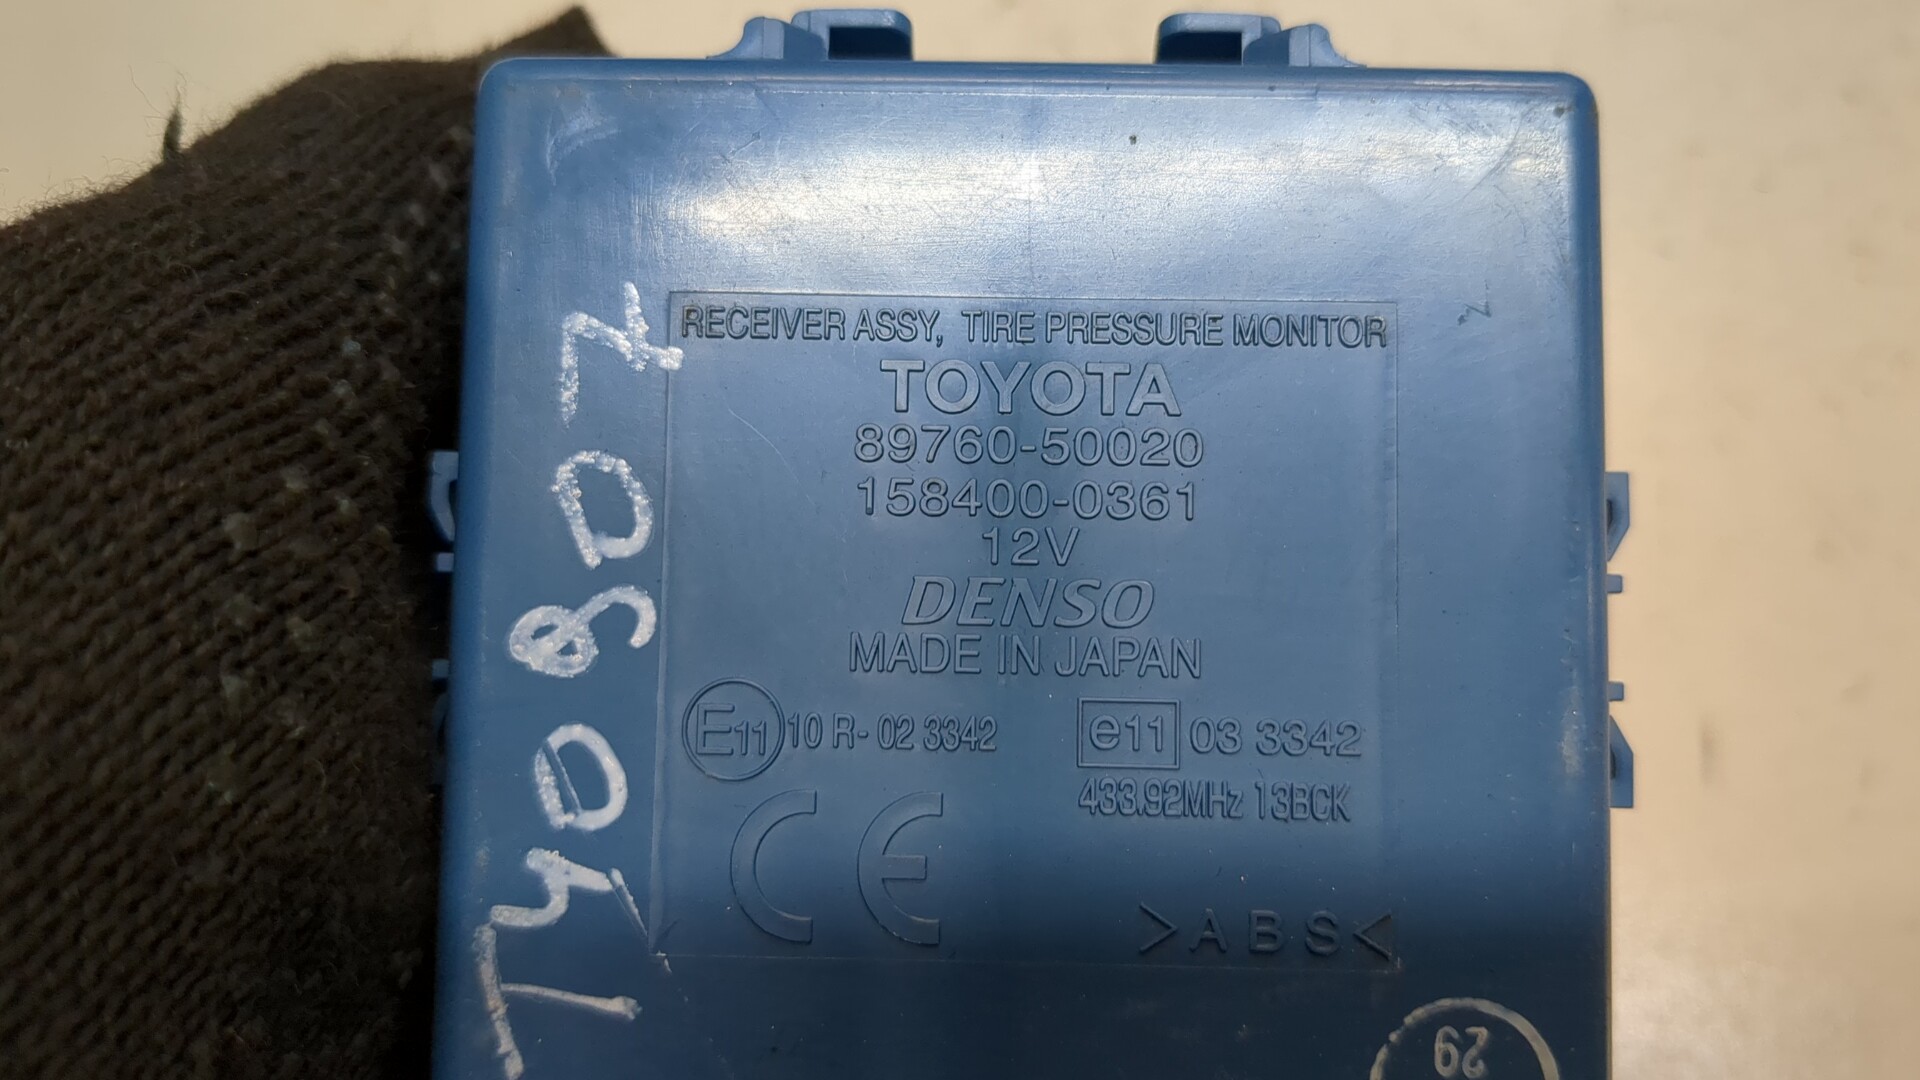 RECEIVER ASSY, TIRE PRESSURE MONITOR
TOYOTA
89760-50020
158400-0361
12V
DENSO
MADE IN JAPAN
E11 10 R- 02 3342
e11 03 3342
433.92MHz 13BCK
CE
>ABS<
29